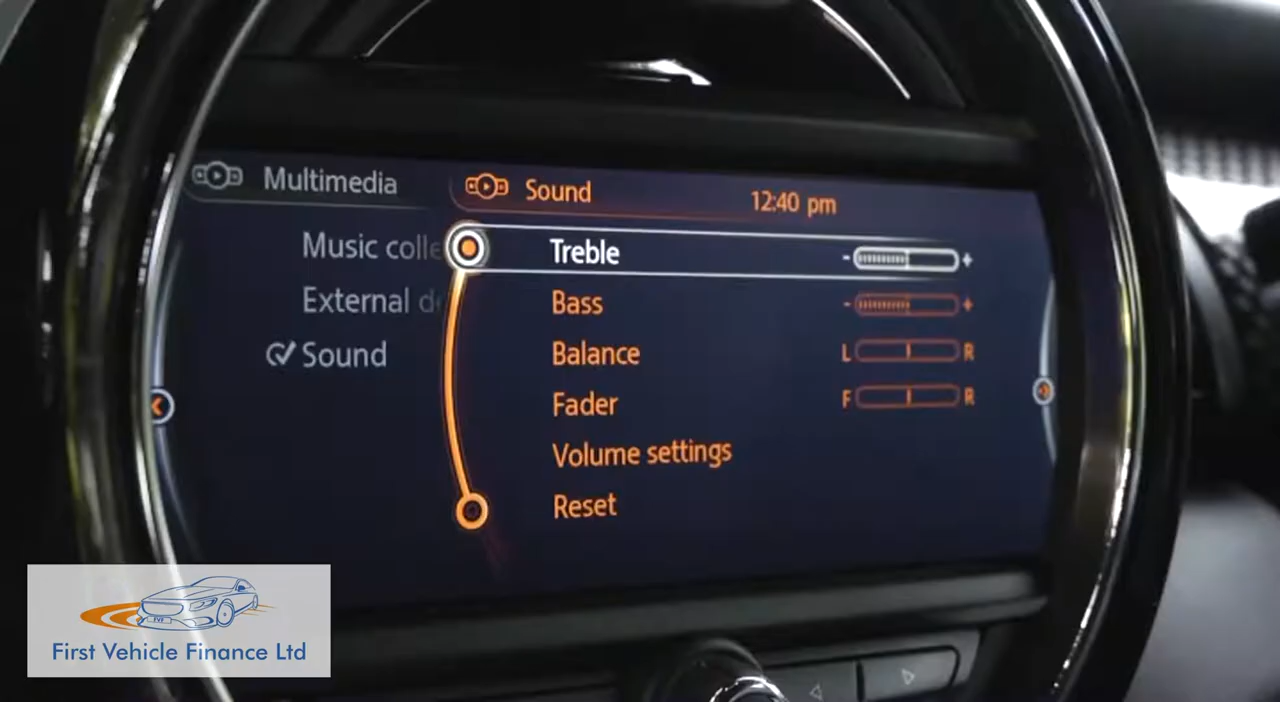 Multimedia
Sound
12:40 pm
Music colle
Treble - +
External d
Bass - +
Sound
Balance L R
Fader F R
Volume settings
Reset
FVF
First Vehicle Finance Ltd